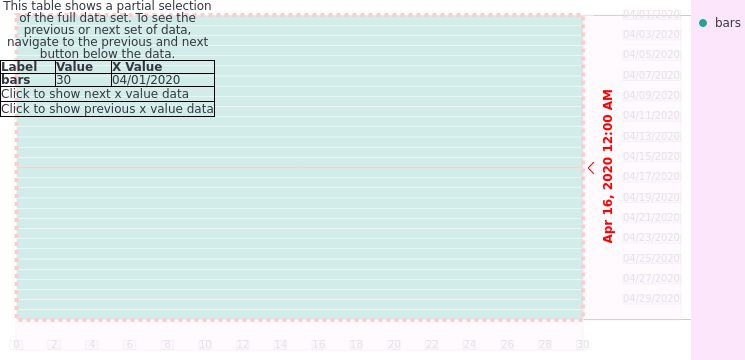 This table shows a partial selection
of the full data set. To see the
previous or next set of data,
navigate to the previous and next
button below the data.
Label Value X Value
bars 30 04/01/2020
Click to show next x value data
Click to show previous x value data
bars
Apr 16, 2020 12:00 AM
04/01/2020
04/03/2020
04/05/2020
04/07/2020
04/09/2020
04/11/2020
04/13/2020
04/15/2020
04/17/2020
04/19/2020
04/21/2020
04/23/2020
04/25/2020
04/27/2020
04/29/2020
0 2 4 6 8 10 12 14 16 18 20 22 24 26 28 30